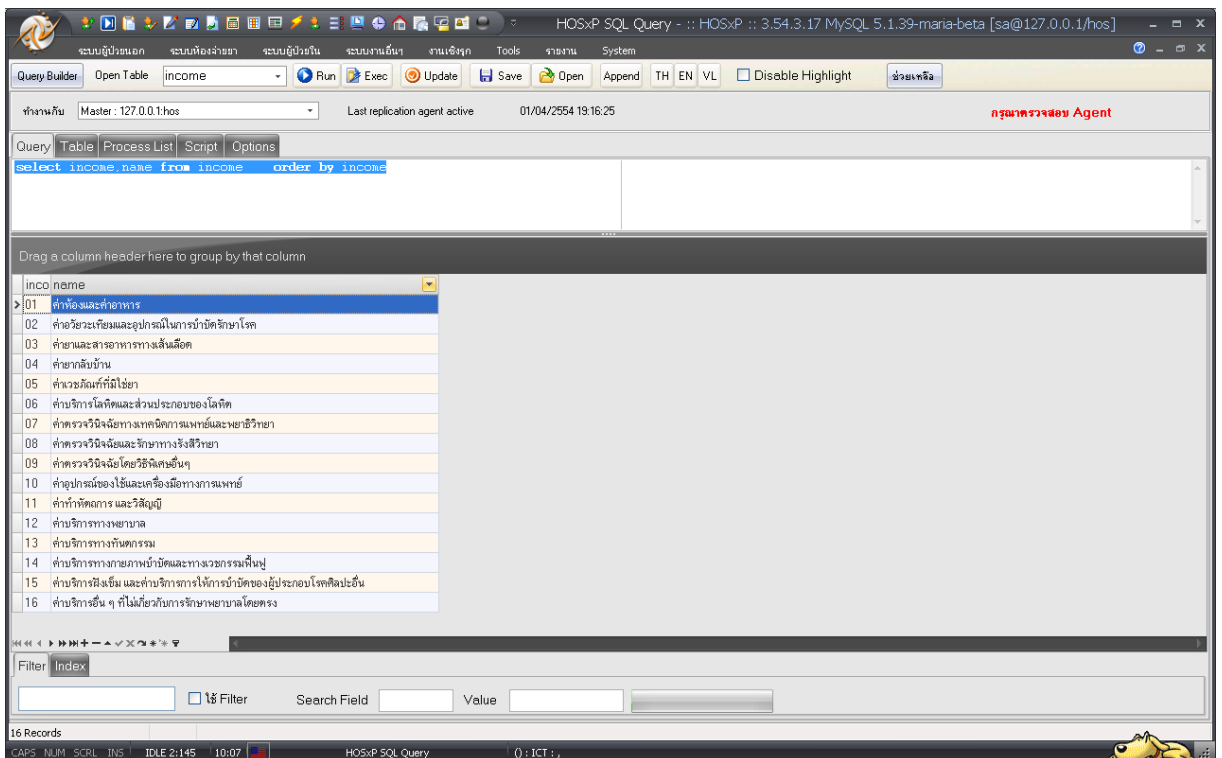 HOSxP SQL Query - :: HOSxP :: 3.54.3.17 MySQL 5.1.39-maria-beta [sa@127.0.0.1/hos]
ระบบผู้ป่วยนอก ระบบห้องจ่ายยา ระบบผู้ป่วยใน ระบบงานอื่นๆ งานเชิงรุก Tools รายงาน System
Query Builder Open Table income Run Exec Update Save Open Append TH EN VL Disable Highlight ช่วยเหลือ
ทำงานกับ Master : 127.0.0.1:hos Last replication agent active 01/04/2554 19:16:25 กรุณาตรวจสอบ Agent
Query Table Process List Script Options
select income,name from income order by income
Drag a column header here to group by that column
inco name
01 ค่าห้องและค่าอาหาร
02 ค่าอวัยวะเทียมและอุปกรณ์ในการบำบัดรักษาโรค
03 ค่ายาและสารอาหารทางเส้นเลือด
04 ค่ายากลับบ้าน
05 ค่าเวชภัณฑ์ที่มิใช่ยา
06 ค่าบริการโลหิตและส่วนประกอบของโลหิต
07 ค่าตรวจวินิจฉัยทางเทคนิคการแพทย์และพยาธิวิทยา
08 ค่าตรวจวินิจฉัยและรักษาทางรังสีวิทยา
09 ค่าตรวจวินิจฉัยโดยวิธีพิเศษอื่นๆ
10 ค่าอุปกรณ์ของใช้และเครื่องมือทางการแพทย์
11 ค่าทำหัตถการ และวิสัญญี
12 ค่าบริการทางพยาบาล
13 ค่าบริการทางทันตกรรม
14 ค่าบริการทางกายภาพบำบัดและทางเวชกรรมฟื้นฟู
15 ค่าบริการฝังเข็ม และค่าบริการการให้การบำบัดของผู้ประกอบโรคศิลปะอื่น
16 ค่าบริการอื่น ๆ ที่ไม่เกี่ยวกับการรักษาพยาบาลโดยตรง
Filter Index
ใช้ Filter Search Field Value
16 Records
CAPS NUM SCRL INS IDLE 2:145 10:07 HOSxP SQL Query () : ICT : ,